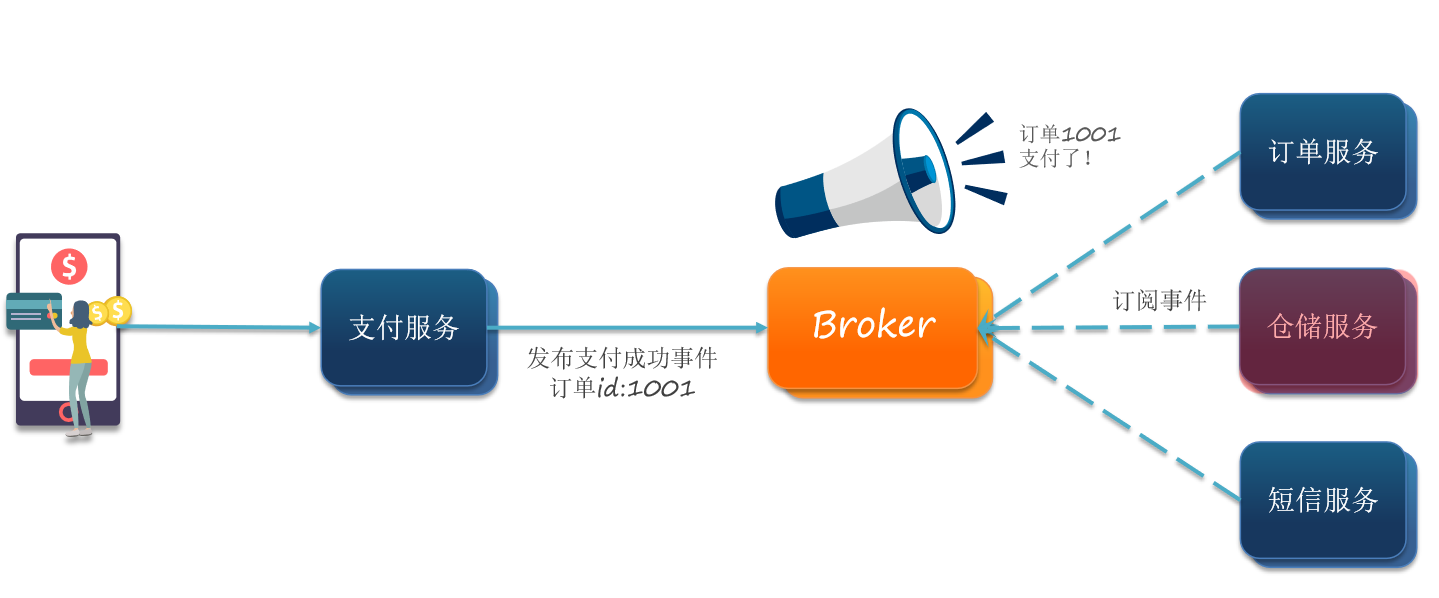 订单1001
支付了！
订单服务
支付服务
发布支付成功事件
订单id:1001
Broker
订阅事件
仓储服务
短信服务
$
$
$